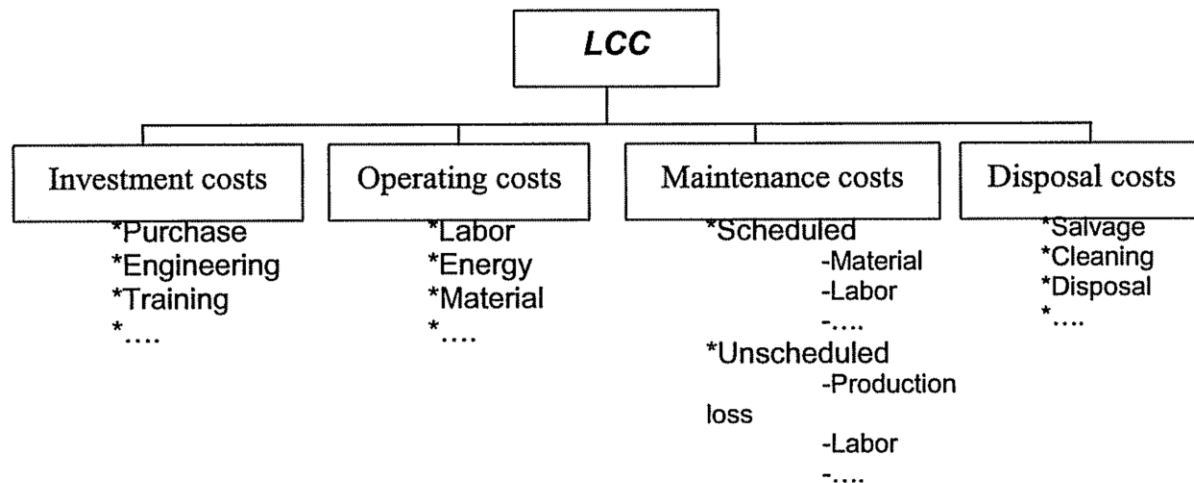 LCC
Investment costs
*Purchase
*Engineering
*Training
*....
Operating costs
*Labor
*Energy
*Material
*....
Maintenance costs
*Scheduled
-Material
-Labor
-....
*Unscheduled
-Production
loss
-Labor
-....
Disposal costs
*Salvage
*Cleaning
*Disposal
*....